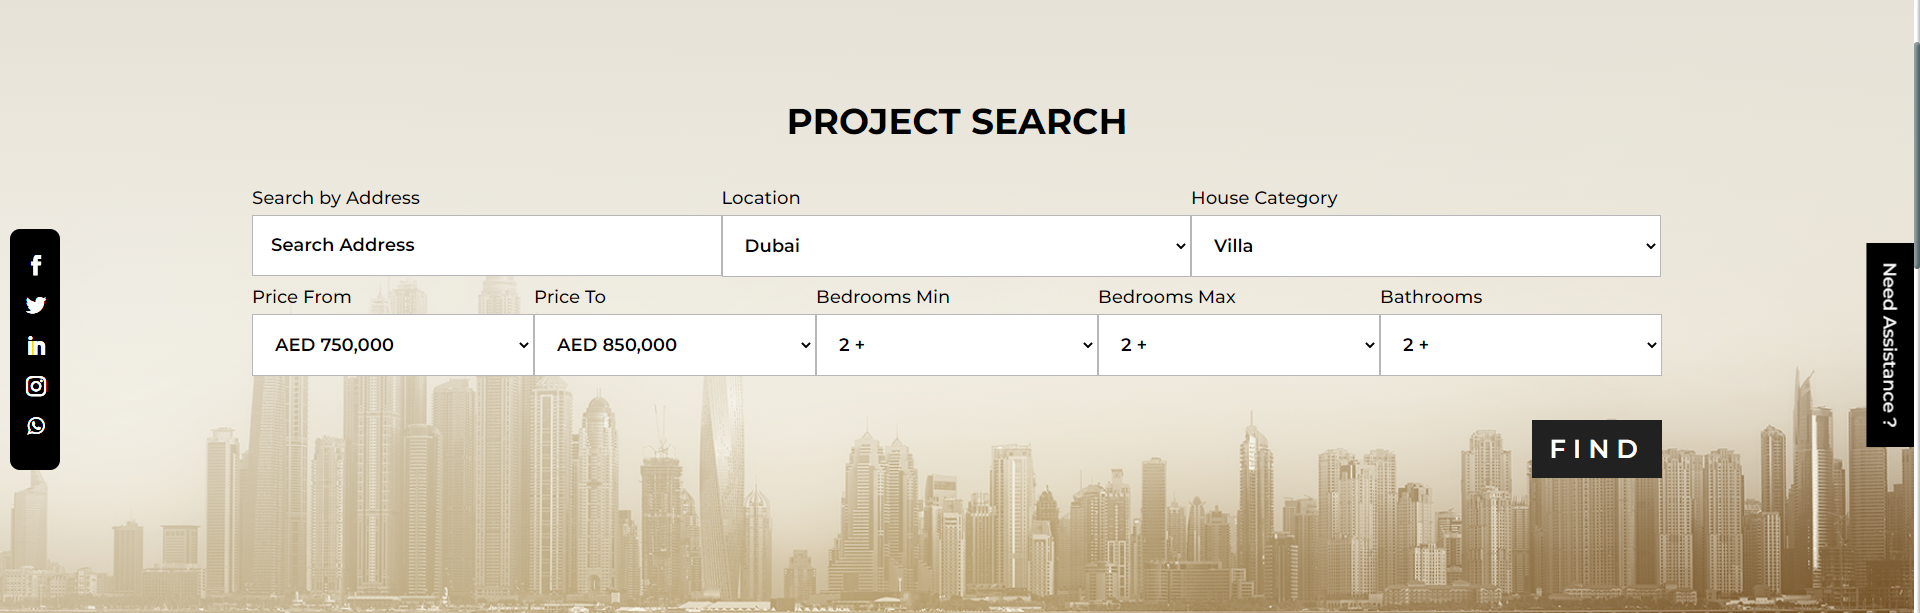 PROJECT SEARCH
Search by Address
Location
House Category
Search Address
Dubai
Villa
Price From
Price To
Bedrooms Min
Bedrooms Max
Bathrooms
AED 750,000
AED 850,000
2 +
2 +
2 +
FIND
Need Assistance ?